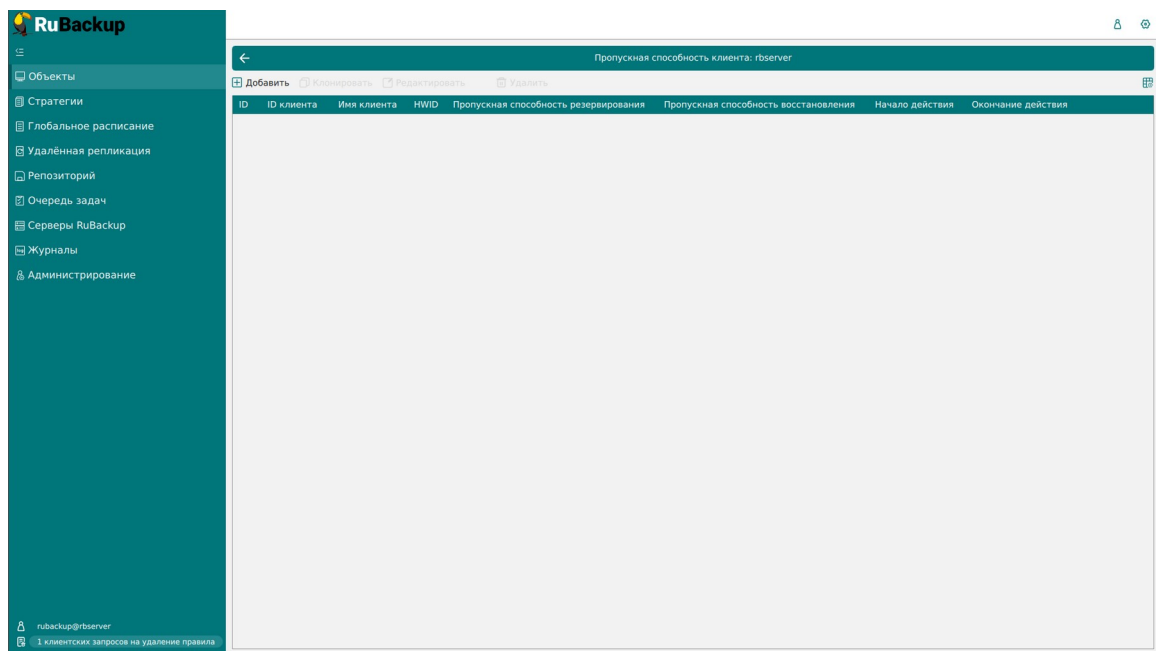 RuBackup
Объекты
Стратегии
Глобальное расписание
Удалённая репликация
Репозиторий
Очередь задач
Серверы RuBackup
Журналы
Администрирование
rubackup@rbserver
1 клиентских запросов на удаление правила
Пропускная способность клиента: rbserver
Добавить Клонировать Редактировать Удалить
ID ID клиента Имя клиента HWID Пропускная способность резервирования Пропускная способность восстановления Начало действия Окончание действия